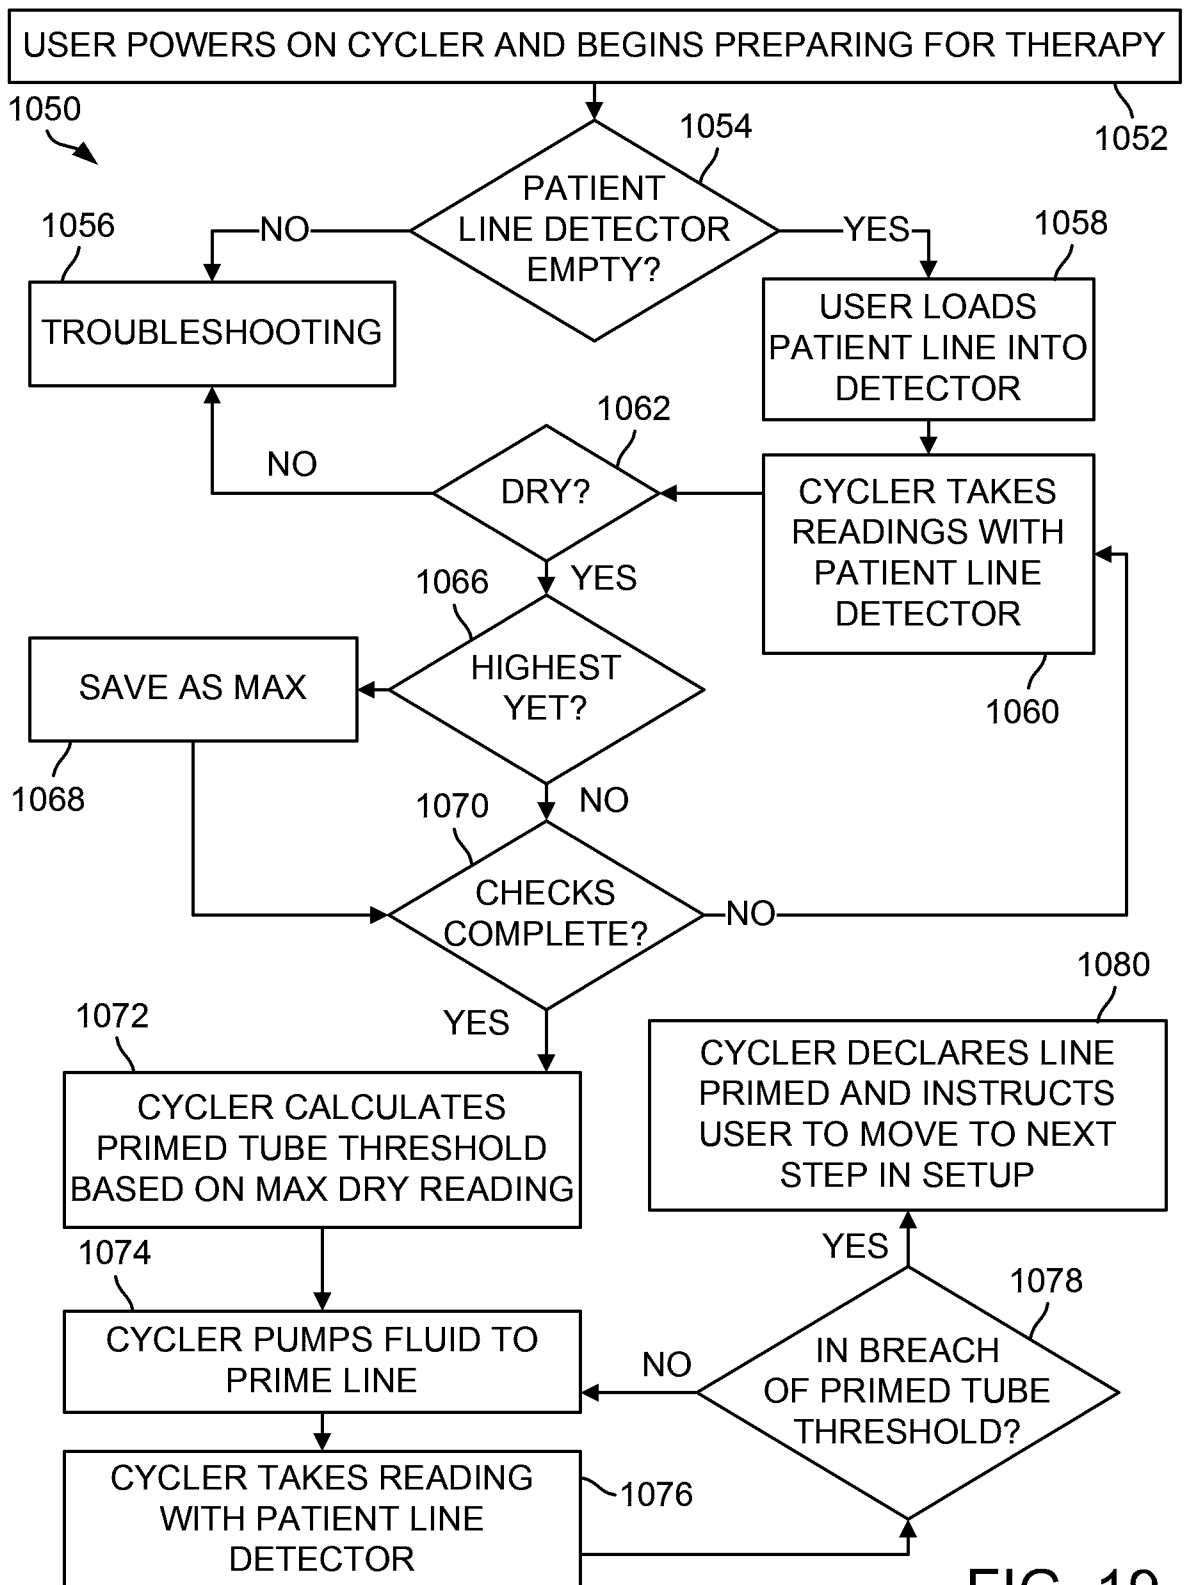 USER POWERS ON CYCLER AND BEGINS PREPARING FOR THERAPY
1050
1052
1054
PATIENT
LINE DETECTOR
EMPTY?
NO
YES
1056
1058
TROUBLESHOOTING
USER LOADS
PATIENT LINE INTO
DETECTOR
1062
NO
DRY?
CYCLER TAKES
READINGS WITH
PATIENT LINE
DETECTOR
1060
YES
1066
HIGHEST
YET?
SAVE AS MAX
1068
NO
1070
CHECKS
COMPLETE?
NO
YES
1072
1080
CYCLER CALCULATES
PRIMED TUBE THRESHOLD
BASED ON MAX DRY READING
CYCLER DECLARES LINE
PRIMED AND INSTRUCTS
USER TO MOVE TO NEXT
STEP IN SETUP
1074
YES
1078
CYCLER PUMPS FLUID TO
PRIME LINE
NO
IN BREACH
OF PRIMED TUBE
THRESHOLD?
CYCLER TAKES READING
WITH PATIENT LINE
DETECTOR
1076
FIG. 19